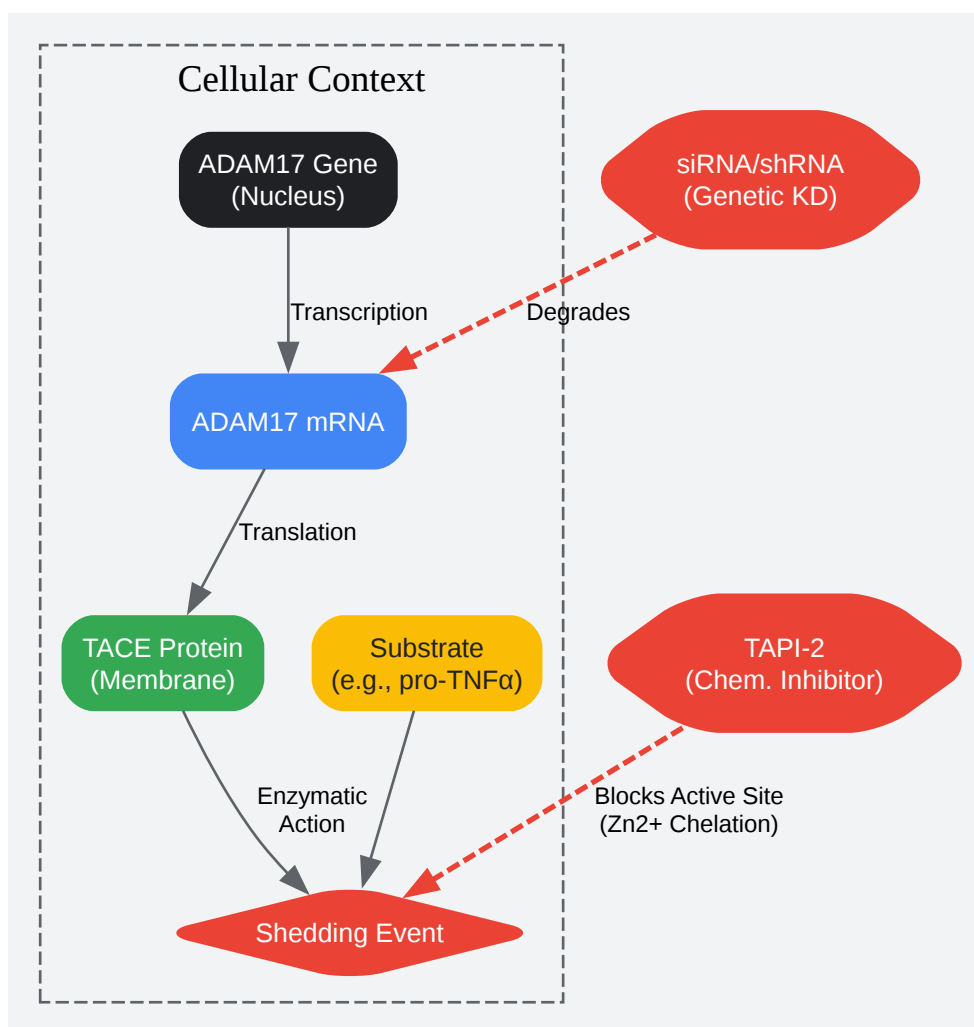 Cellular Context
ADAM17 Gene
(Nucleus)
siRNA/shRNA
(Genetic KD)
Transcription
Degrades
ADAM17 mRNA
Translation
TACE Protein
(Membrane)
Substrate
(e.g., pro-TNFα)
TAPI-2
(Chem. Inhibitor)
Enzymatic
Action
Blocks Active Site
(Zn2+ Chelation)
Shedding Event